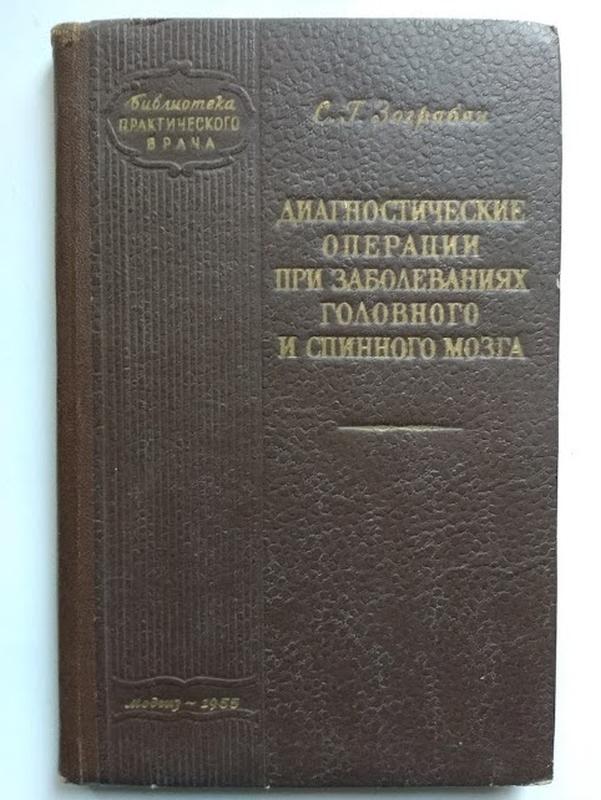 Библиотека
ПРАКТИЧЕСКОГО
ВРАЧА
С. Г. Зограбян
ДИАГНОСТИЧЕСКИЕ
ОПЕРАЦИИ
ПРИ ЗАБОЛЕВАНИЯХ
ГОЛОВНОГО
И СПИННОГО МОЗГА
Медгиз ~ 1955